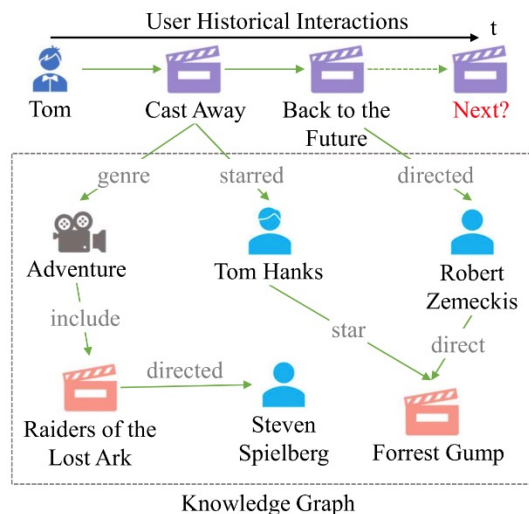 User Historical Interactions
t
Tom
Cast Away
Back to the
Future
Next?
genre
starred
directed
Adventure
Tom Hanks
Robert
Zemeckis
include
star
direct
directed
Raiders of the
Lost Ark
Steven
Spielberg
Forrest Gump
Knowledge Graph